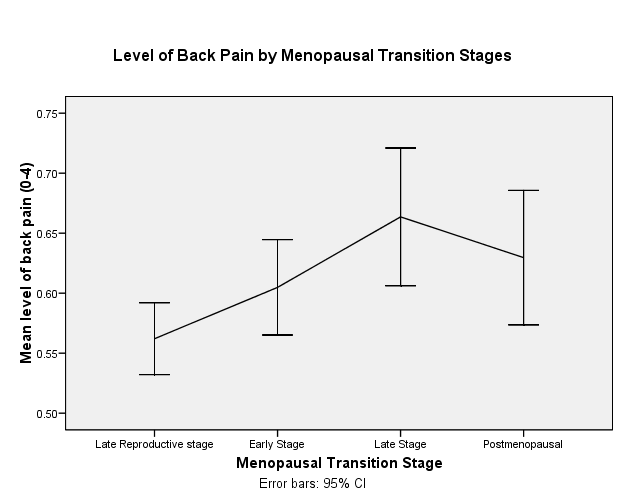 Level of Back Pain by Menopausal Transition Stages
Mean level of back pain (0-4)
0.75
0.70
0.65
0.60
0.55
0.50
Late Reproductive stage
Early Stage
Late Stage
Postmenopausal
Menopausal Transition Stage
Error bars: 95% CI